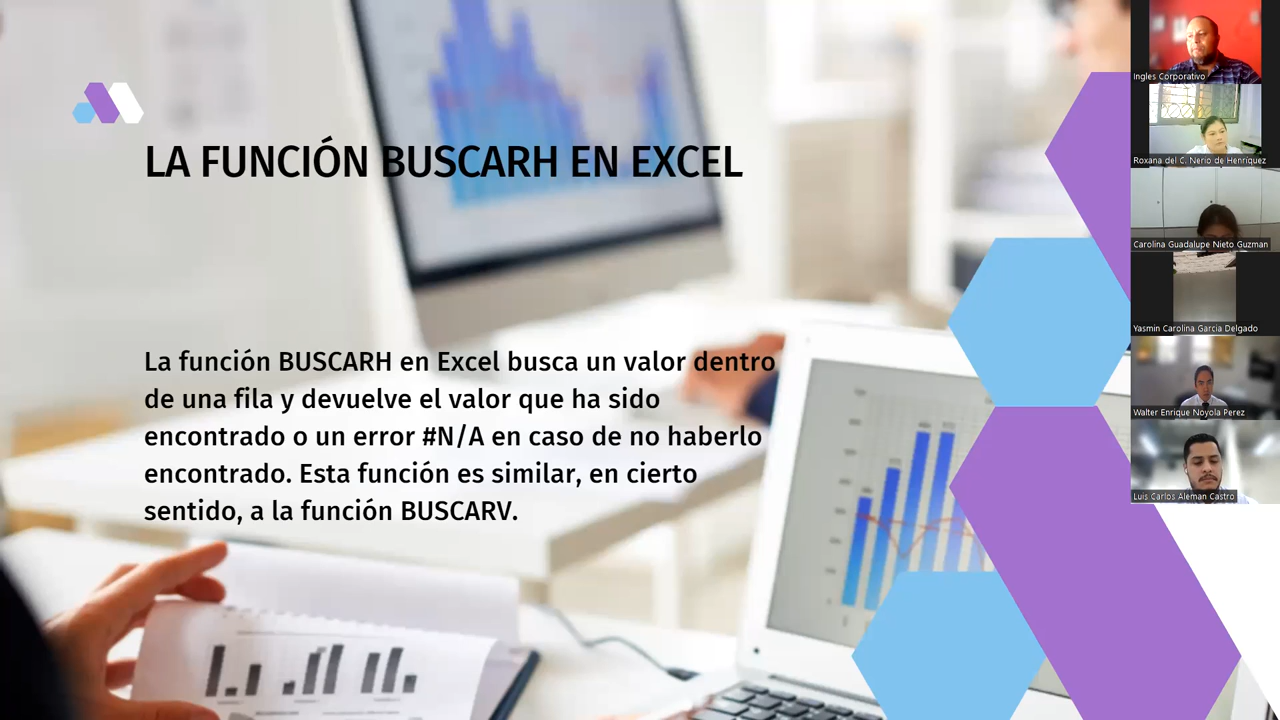 LA FUNCIÓN BUSCARH EN EXCEL
La función BUSCARH en Excel busca un valor dentro
de una fila y devuelve el valor que ha sido
encontrado o un error #N/A en caso de no haberlo
encontrado. Esta función es similar, en cierto
sentido, a la función BUSCARV.
Ingles Corporativo
Roxana del C. Nerio de Henriquez
Carolina Guadalupe Nieto Guzman
Yasmin Carolina Garcia Delgado
Walter Enrique Noyola Perez
Luis Carlos Aleman Castro